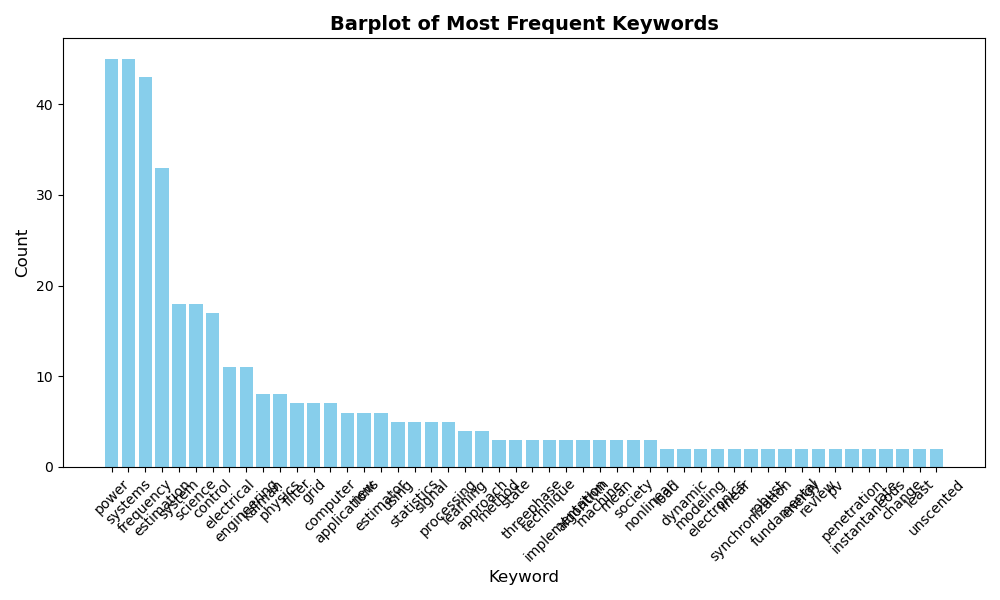 Barplot of Most Frequent Keywords
Count
40
30
20
10
0
power
systems
frequency
estimation
system
science
control
electrical
engineering
kalman
physics
filter
grid
computer
applications
estimator
using
statistics
signal
processing
learning
approach
method
state
threephase
technique
implementation
algorithm
machine
mean
society
nonlinear
load
dynamic
modeling
electronics
linear
synchronization
robust
fundamental
energy
review
pv
penetration
rate
instantaneous
change
least
unscented
Keyword